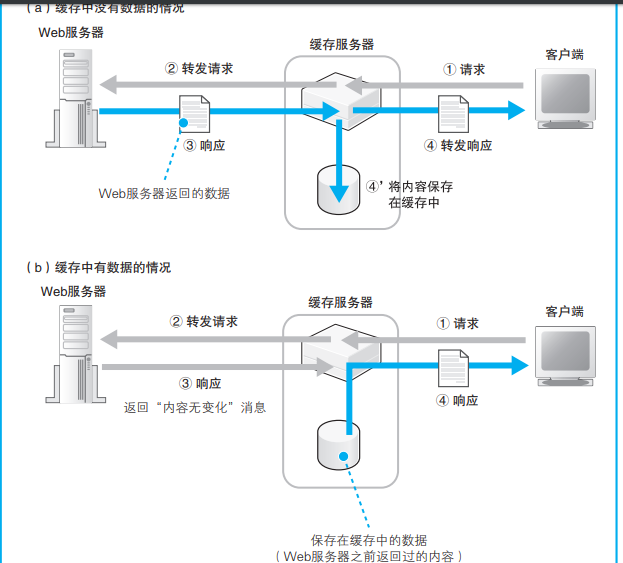 （a）缓存中没有数据的情况
Web服务器
缓存服务器
客户端
② 转发请求
① 请求
③ 响应
④ 转发响应
④’ 将内容保存
在缓存中
Web服务器返回的数据
（b）缓存中有数据的情况
Web服务器
缓存服务器
客户端
② 转发请求
① 请求
③ 响应
返回“内容无变化”消息
④ 响应
保存在缓存中的数据
（Web服务器之前返回过的内容）